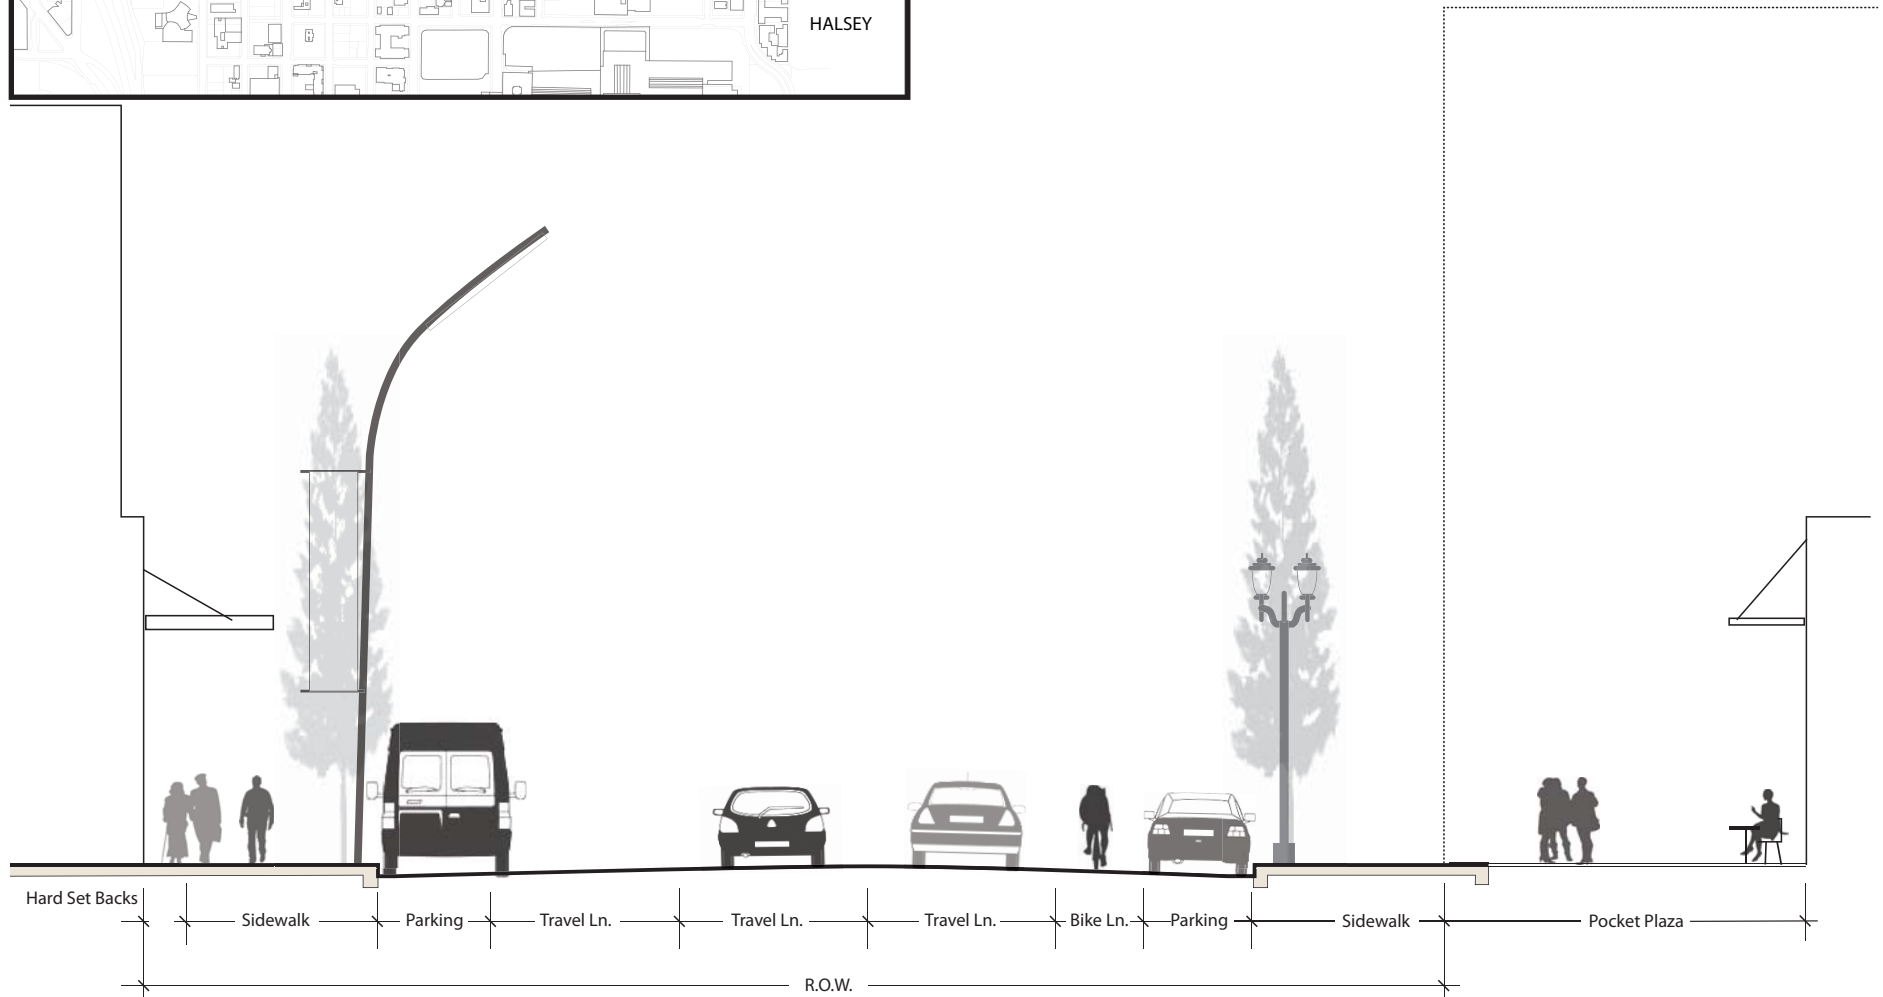 HALSEY
Hard Set Backs
Sidewalk
Parking
Travel Ln.
Travel Ln.
Travel Ln.
Bike Ln.
Parking
Sidewalk
Pocket Plaza
R.O.W.